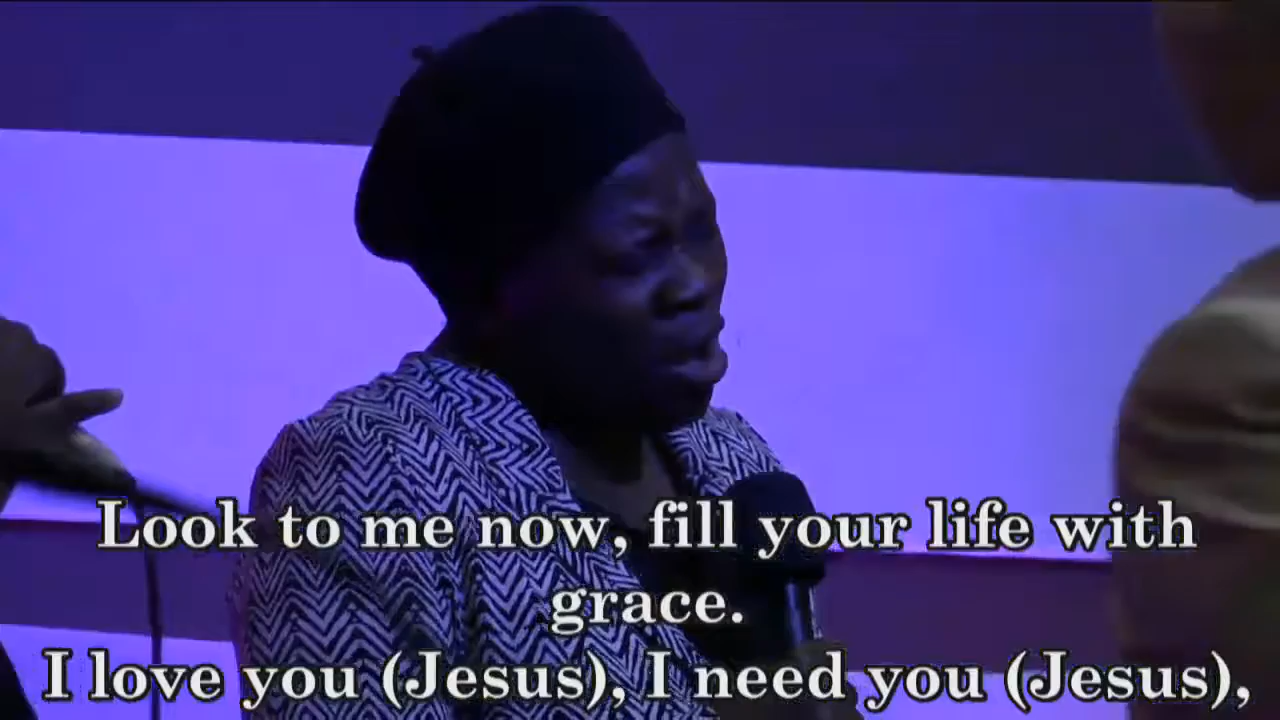 Look to me now, fill your life with
grace.
I love you (Jesus), I need you (Jesus),